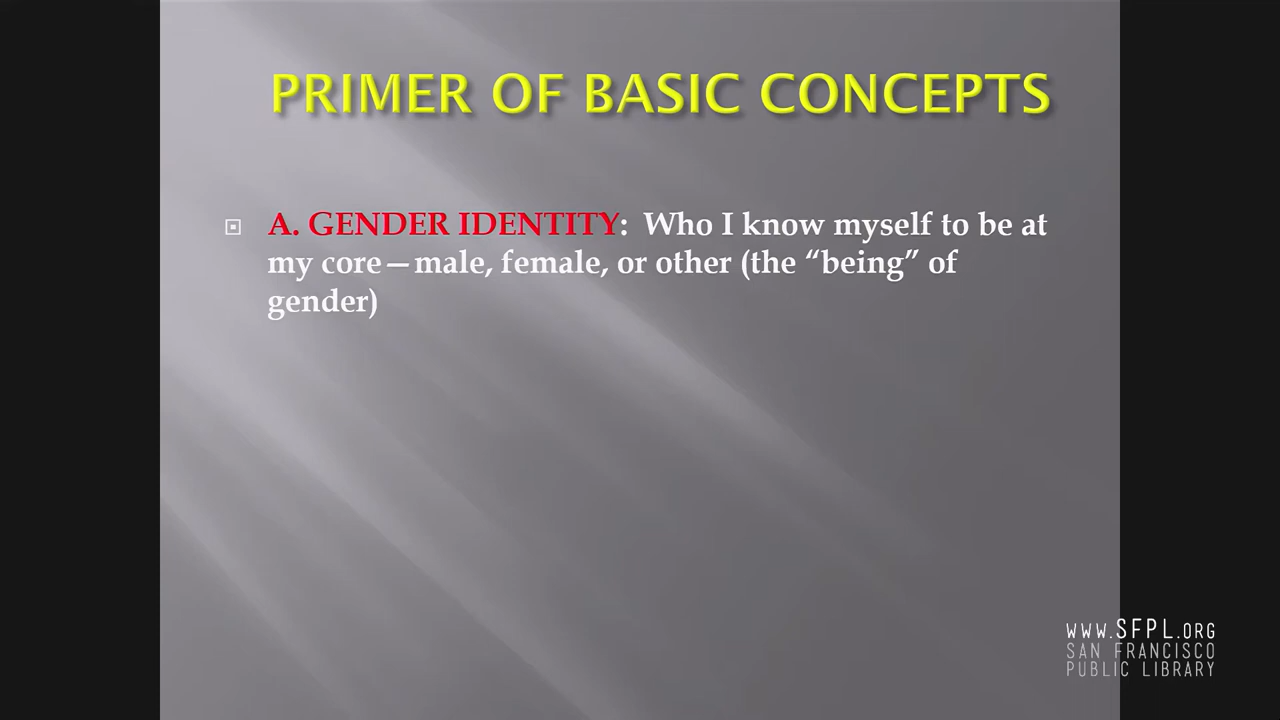 PRIMER OF BASIC CONCEPTS
A. GENDER IDENTITY:  Who I know myself to be at
my core—male, female, or other (the “being” of
gender)
WWW.SFPL.ORG
SAN FRANCISCO
PUBLIC LIBRARY